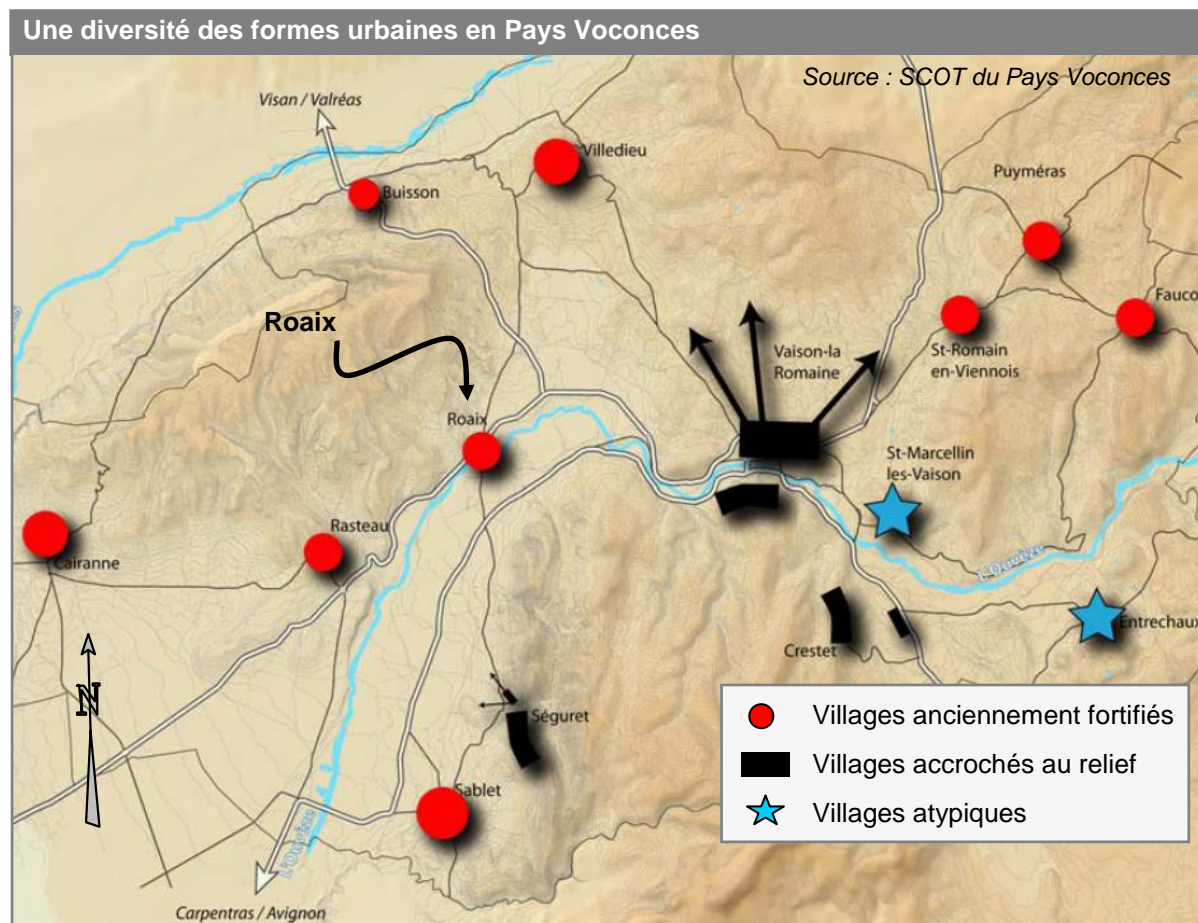 Une diversité des formes urbaines en Pays Voconces
Source : SCOT du Pays Voconces
Visan / Valréas
Villedieu
Buisson
Puyméras
Faucon
Roaix
Vaison-la
Romaine
St-Romain
en-Viennois
Roaix
St-Marcellin
les-Vaison
Rasteau
Cairanne
L'Ouvèze
Entrechaux
Crestet
N
Séguret
Sablet
L'Ouvèze
Carpentras / Avignon
Villages anciennement fortifiés
Villages accrochés au relief
Villages atypiques